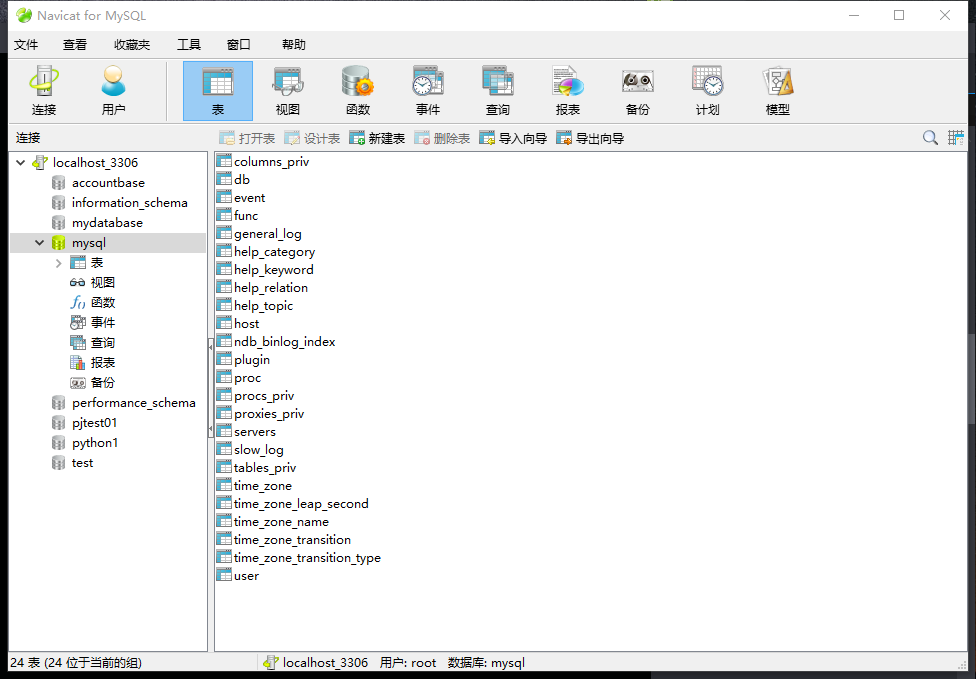 Navicat for MySQL
文件 查看 收藏夹 工具 窗口 帮助
连接 用户 表 视图 函数 事件 查询 报表 备份 计划 模型
连接 打开表 设计表 新建表 删除表 导入向导 导出向导
localhost_3306
accountbase
information_schema
mydatabase
mysql
表
视图
函数
事件
查询
报表
备份
performance_schema
pjtest01
python1
test
columns_priv
db
event
func
general_log
help_category
help_keyword
help_relation
help_topic
host
ndb_binlog_index
plugin
proc
procs_priv
proxies_priv
servers
slow_log
tables_priv
time_zone
time_zone_leap_second
time_zone_name
time_zone_transition
time_zone_transition_type
user
24 表 (24 位于当前的组) localhost_3306 用户: root 数据库: mysql